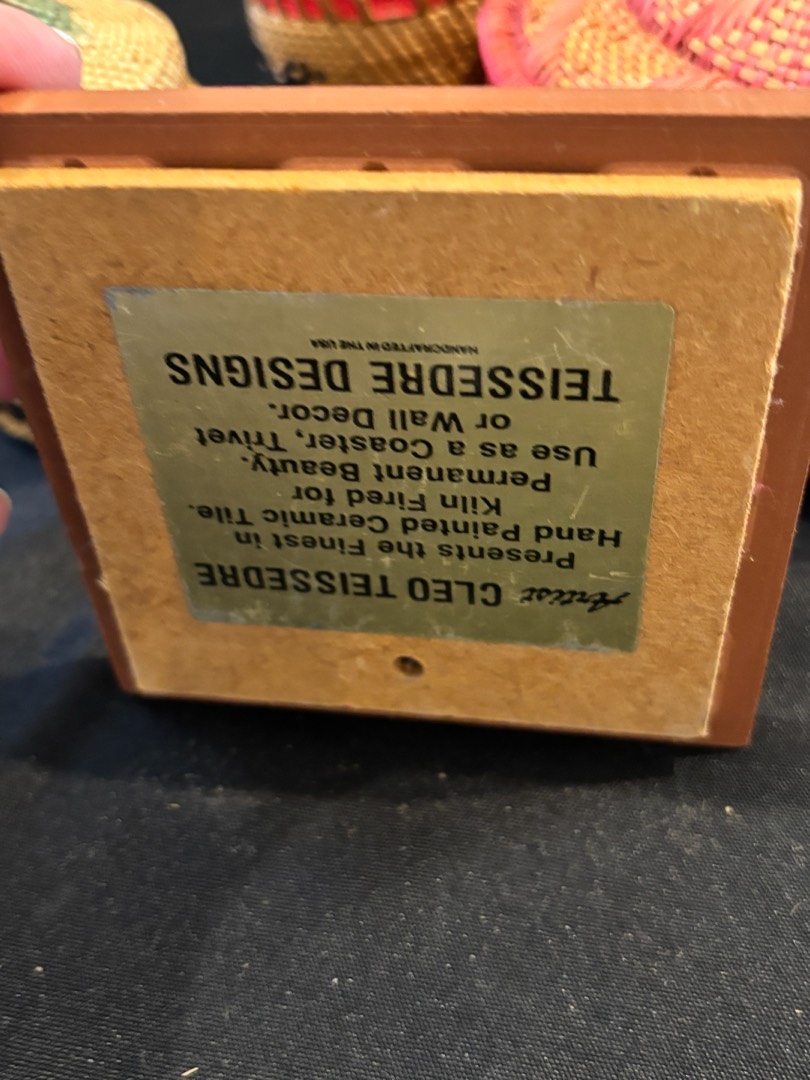 Artist CLEO TEISSEDRE
Presents the Finest in
Hand Painted Ceramic Tile.
Kiln Fired for
Permanent Beauty.
Use as a Coaster, Trivet
or Wall Decor.
TEISSEDRE DESIGNS
HANDCRAFTED IN THE USA